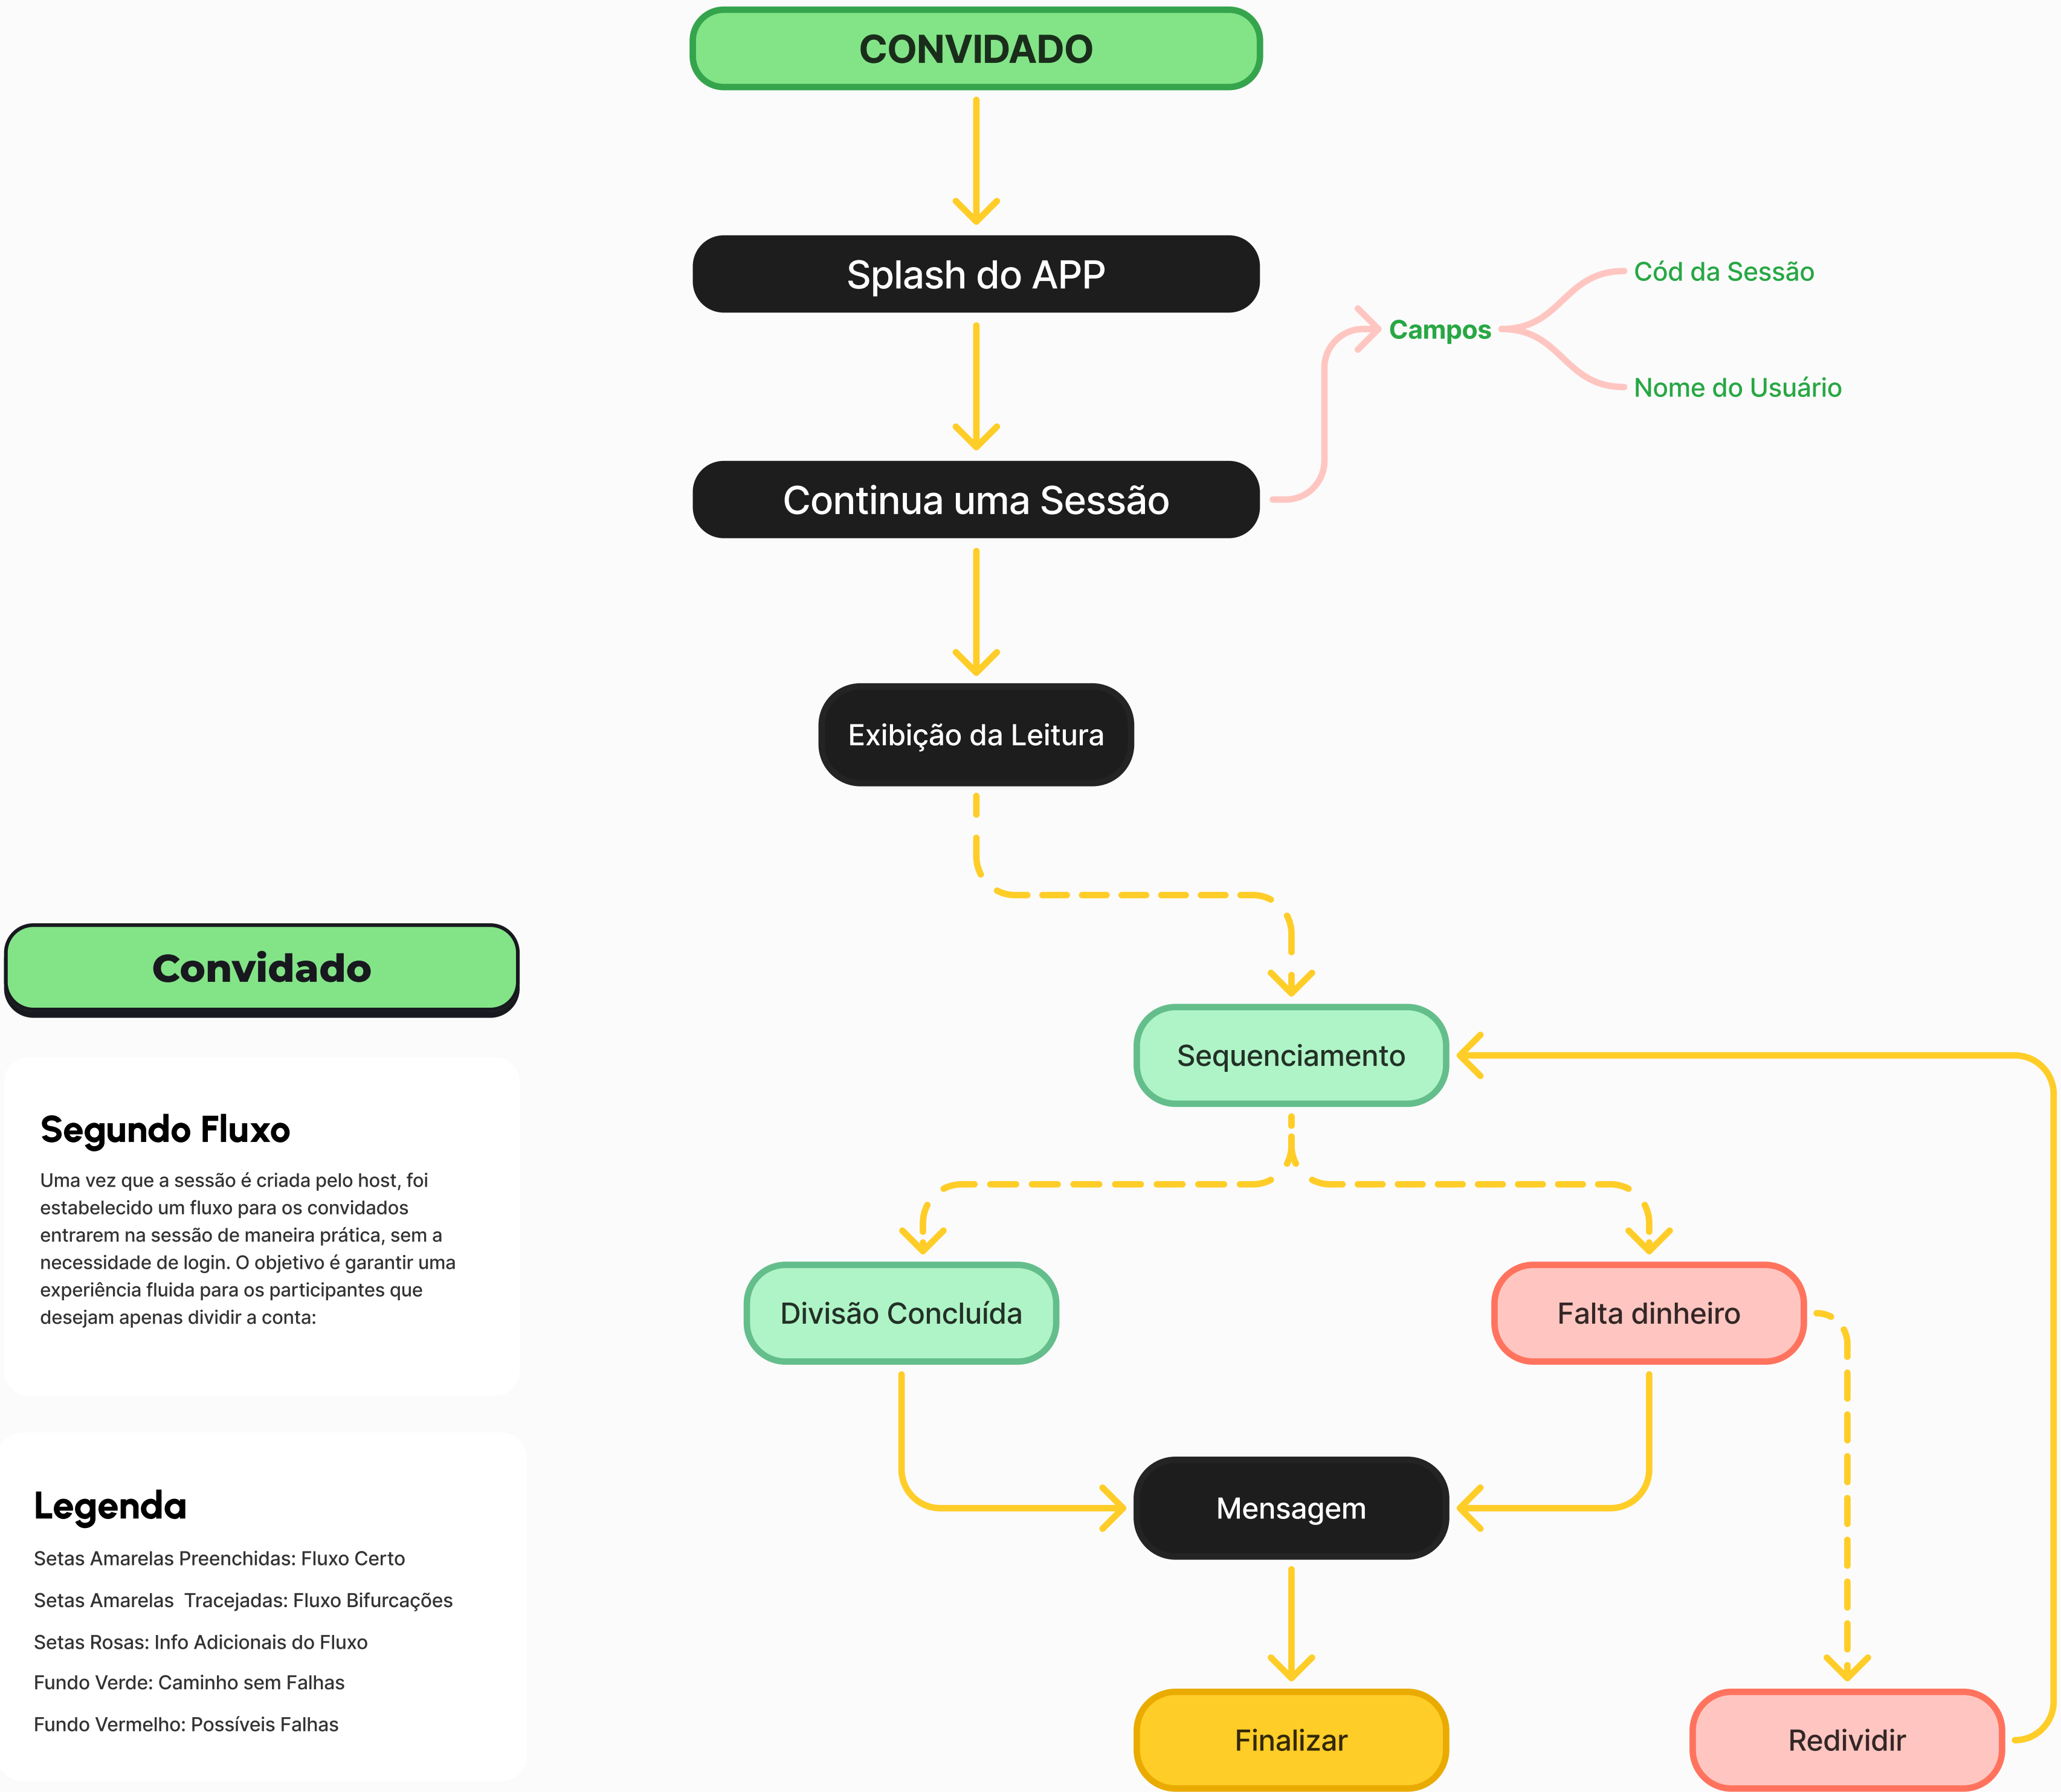 CONVIDADO
Splash do APP
Cód da Sessão
Campos
Nome do Usuário
Continua uma Sessão
Exibição da Leitura
Sequenciamento
Divisão Concluída
Falta dinheiro
Mensagem
Finalizar
Redividir
Convidado
Segundo Fluxo
Uma vez que a sessão é criada pelo host, foi
estabelecido um fluxo para os convidados
entrarem na sessão de maneira prática, sem a
necessidade de login. O objetivo é garantir uma
experiência fluida para os participantes que
desejam apenas dividir a conta:
Legenda
Setas Amarelas Preenchidas: Fluxo Certo
Setas Amarelas  Tracejadas: Fluxo Bifurcações
Setas Rosas: Info Adicionais do Fluxo
Fundo Verde: Caminho sem Falhas
Fundo Vermelho: Possíveis Falhas